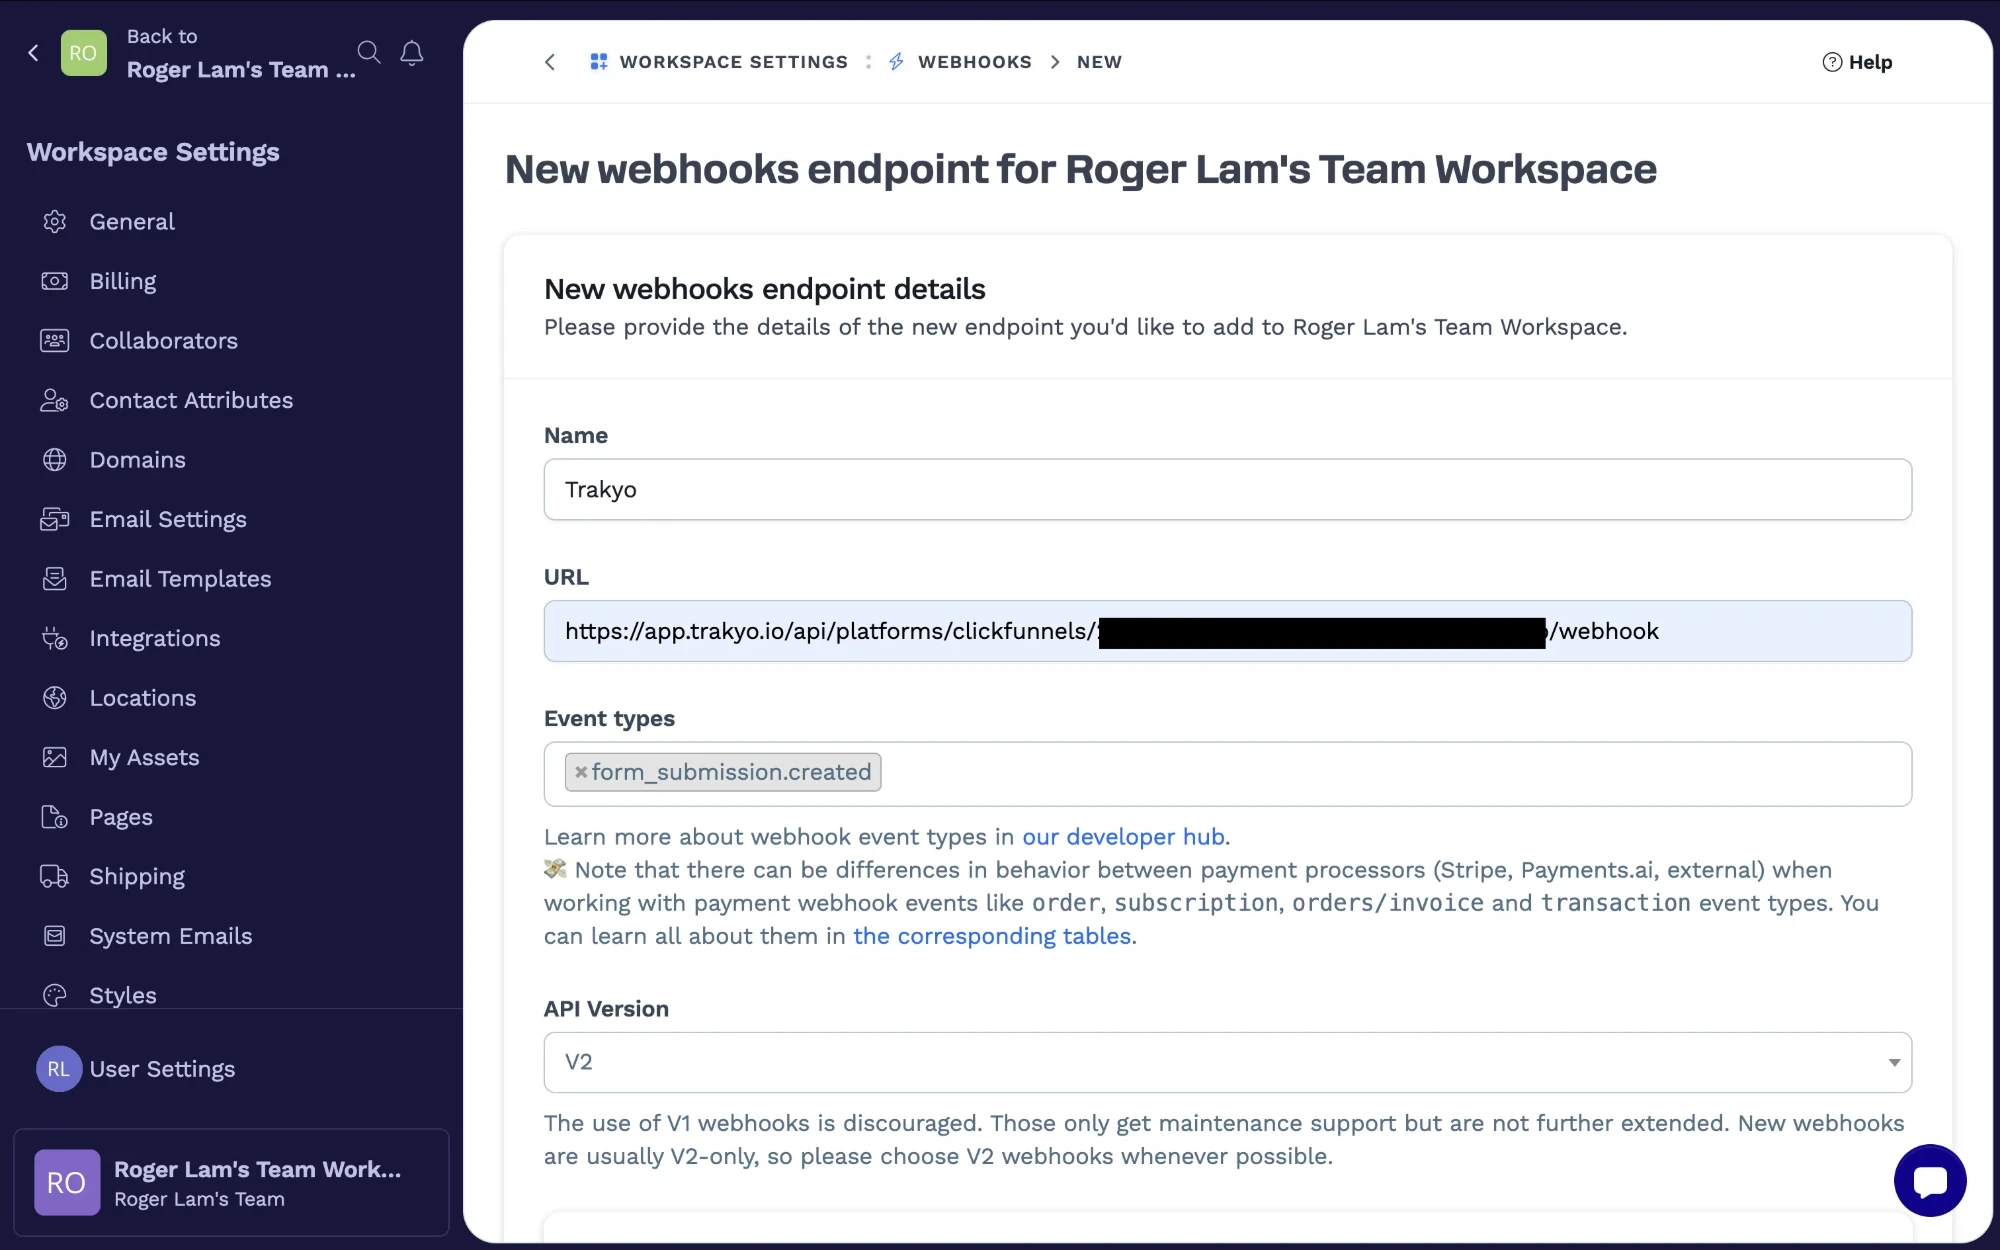 RO
Back to
Roger Lam's Team ...
Workspace Settings
General
Billing
Collaborators
Contact Attributes
Domains
Email Settings
Email Templates
Integrations
Locations
My Assets
Pages
Shipping
System Emails
Styles
RL User Settings
RO
Roger Lam's Team Work...
Roger Lam's Team
WORKSPACE SETTINGS : WEBHOOKS > NEW
? Help
New webhooks endpoint for Roger Lam's Team Workspace
New webhooks endpoint details
Please provide the details of the new endpoint you'd like to add to Roger Lam's Team Workspace.
Name
Trakyo
URL
https://app.trakyo.io/api/platforms/clickfunnels/ /webhook
Event types
×form_submission.created
Learn more about webhook event types in our developer hub.
💸 Note that there can be differences in behavior between payment processors (Stripe, Payments.ai, external) when
working with payment webhook events like order, subscription, orders/invoice and transaction event types. You
can learn all about them in the corresponding tables.
API Version
V2
The use of V1 webhooks is discouraged. Those only get maintenance support but are not further extended. New webhooks
are usually V2-only, so please choose V2 webhooks whenever possible.